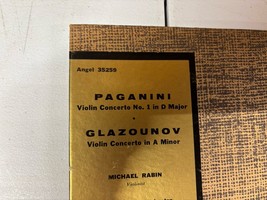 Angel 35259
PAGANINI
Violin Concerto No. 1 in D Major
•
GLAZOUNOV
Violin Concerto in A Minor
MICHAEL RABIN
Violinist